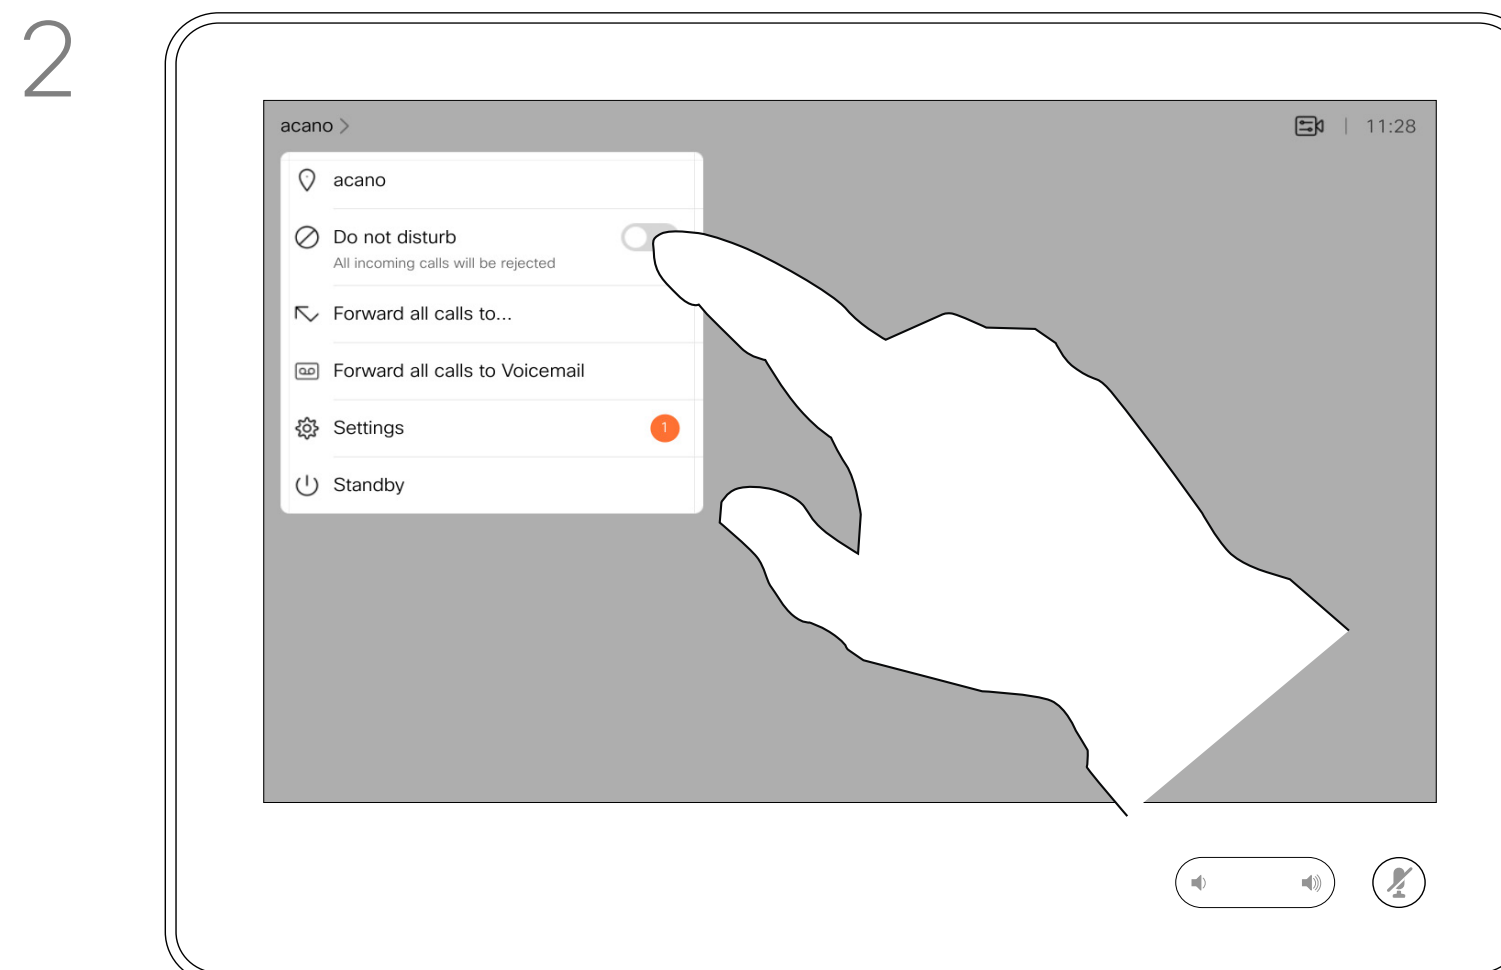 2
acano
11:28
acano
Do not disturb
All incoming calls will be rejected
Forward all calls to...
Forward all calls to Voicemail
Settings
1
Standby